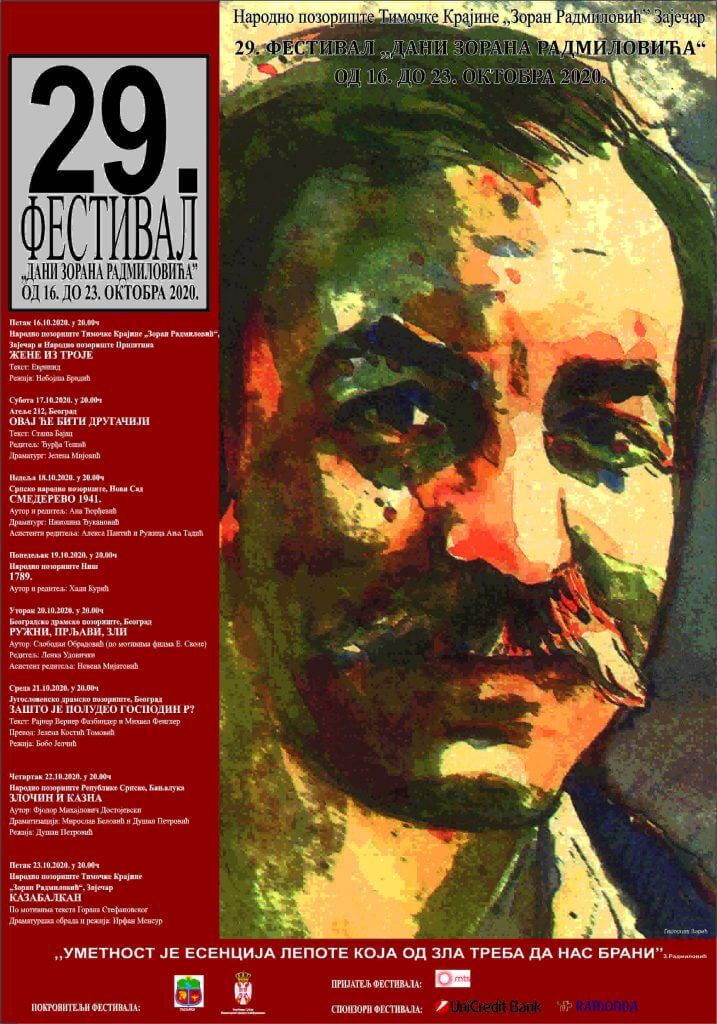 Народно позориште Тимочке Крајине „Зоран Радмиловић" Зајечар
29. ФЕСТИВАЛ „ДАНИ ЗОРАНА РАДМИЛОВИЋА“
ОД 16. ДО 23. ОКТОБРА 2020.
29.
ФЕСТИВАЛ
„ДАНИ ЗОРАНА РАДМИЛОВИЋА”
ОД 16. ДО 23. ОКТОБРА 2020.
Петак 16.10.2020. у 20.00ч
Народно позориште Тимочке Крајине „Зоран Радмиловић“,
Зајечар и Народно позориште Приштина
ЖЕНЕ ИЗ ТРОЈЕ
Текст: Еврипид
Режија: Небојша Брадић
Субота 17.10.2020. у 20.00ч
Атеље 212, Београд
ОВАЈ ЋЕ БИТИ ДРУГАЧИЈИ
Текст: Сташа Бајац
Редитељ: Ђурђа Тешић
Драматург: Јелена Мијовић
Недеља 18.10.2020. у 20.00ч
Српско народно позориште, Нови Сад
СМЕДЕРЕВО 1941.
Аутор и редитељ: Ана Ђорђевић
Драматург: Николина Ђукановић
Асистенти редитеља: Алекса Пантић и Ружица Ања Тадић
Понедељак 19.10.2020. у 20.00ч
Народно позориште Ниш
1789.
Аутор и редитељ: Хаџи Курић
Уторак 20.10.2020. у 20.00ч
Београдско драмско позориште, Београд
РУЖНИ, ПРЉАВИ, ЗЛИ
Аутор: Слободан Обрадовић (по мотивима филма Е. Сколе)
Редитељ: Ленка Удовички
Асистент редитеља: Невена Мијатовић
Среда 21.10.2020. у 20.00ч
Југословенско драмско позориште, Београд
ЗАШТО ЈЕ ПОЛУДЕО ГОСПОДИН Р?
Текст: Рајнер Вернер Фазбиндер и Михаел Фенглер
Превод: Јелена Костић Томовић
Режија: Бобо Јелчић
Четвртак 22.10.2020. у 20.00ч
Народно позориште Републике Српске, Бањалука
ЗЛОЧИН И КАЗНА
Аутор: Фјодор Михајлович Достојевски
Драматизација: Мирослав Беловић и Душан Петровић
Режија: Душан Петровић
Петак 23.10.2020. у 20.00ч
Народно позориште Тимочке Крајине
„Зоран Радмиловић“, Зајечар
КАЗАБАЛКАН
По мотивима текста Горана Стефановског
Драматуршка обрада и режија: Ирфан Менсур
,,УМЕТНОСТ ЈЕ ЕСЕНЦИЈА ЛЕПОТЕ КОЈА ОД ЗЛА ТРЕБА ДА НАС БРАНИ” З.Радмиловић
ПОКРОВИТЕЉИ ФЕСТИВАЛА:
ПРИЈАТЕЉ ФЕСТИВАЛА: mts
СПОНЗОРИ ФЕСТИВАЛА: UniCredit Bank RAMONDA